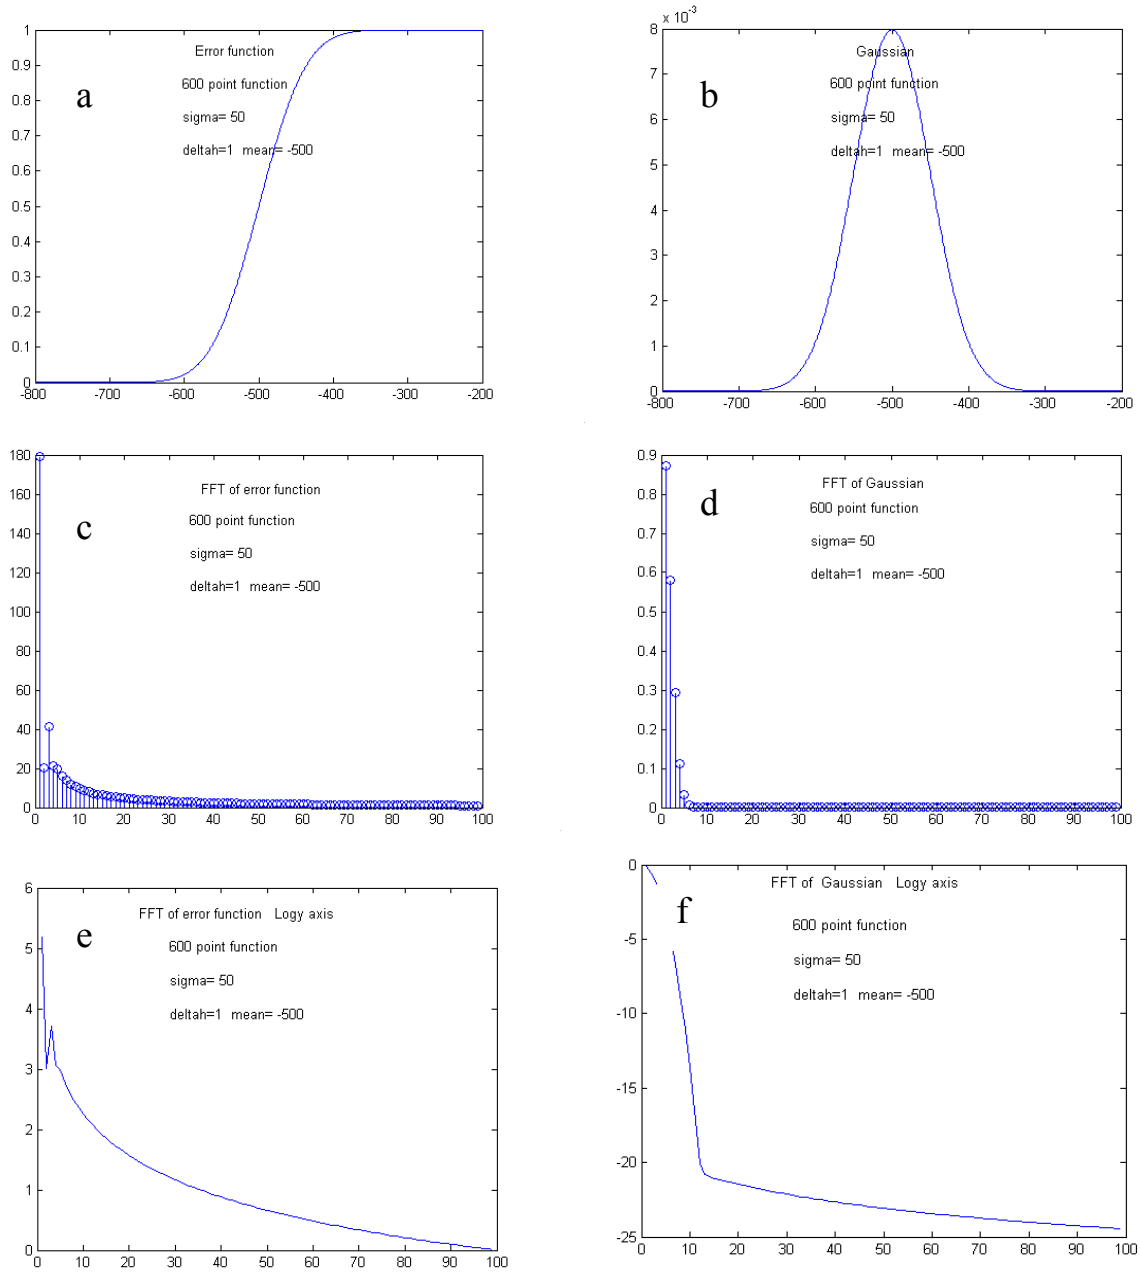 a
Error function
600 point function
sigma= 50
deltah=1 mean= -500
1
0.9
0.8
0.7
0.6
0.5
0.4
0.3
0.2
0.1
0
-800 -700 -600 -500 -400 -300 -200
x 10^-3
b
Gaussian
600 point function
sigma= 50
deltah=1 mean= -500
8
7
6
5
4
3
2
1
0
-800 -700 -600 -500 -400 -300 -200
c
FFT of error function
600 point function
sigma= 50
deltah=1 mean= -500
180
160
140
120
100
80
60
40
20
0
0 10 20 30 40 50 60 70 80 90 100
d
FFT of Gaussian
600 point function
sigma= 50
deltah=1 mean= -500
0.9
0.8
0.7
0.6
0.5
0.4
0.3
0.2
0.1
0
0 10 20 30 40 50 60 70 80 90 100
e
FFT of error function Logy axis
600 point function
sigma= 50
deltah=1 mean= -500
6
5
4
3
2
1
0
0 10 20 30 40 50 60 70 80 90 100
f
FFT of Gaussian Logy axis
600 point function
sigma= 50
deltah=1 mean= -500
0
-5
-10
-15
-20
-25
0 10 20 30 40 50 60 70 80 90 100